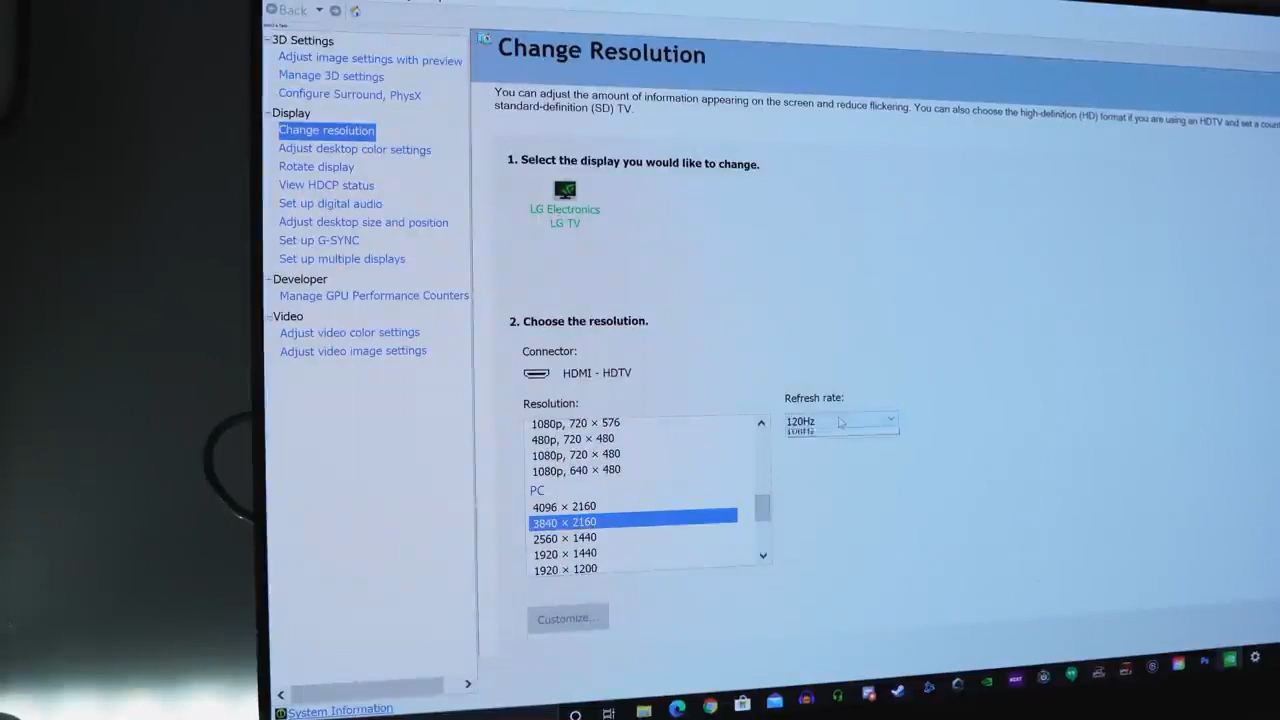 Back
3D Settings
Adjust image settings with preview
Manage 3D settings
Configure Surround, PhysX
Display
Change resolution
Adjust desktop color settings
Rotate display
View HDCP status
Set up digital audio
Adjust desktop size and position
Set up G-SYNC
Set up multiple displays
Developer
Manage GPU Performance Counters
Video
Adjust video color settings
Adjust video image settings
System Information
Change Resolution
You can adjust the amount of information appearing on the screen and reduce flickering. You can also choose the high-definition (HD) format if you are using an HDTV and set a
standard-definition (SD) TV.
1. Select the display you would like to change.
LG Electronics
LG TV
2. Choose the resolution.
Connector:
HDMI - HDTV
Resolution:
1080p, 720 × 576
480p, 720 × 480
1080p, 720 × 480
1080p, 640 × 480
PC
4096 × 2160
3840 × 2160
2560 × 1440
1920 × 1440
1920 × 1200
Refresh rate:
120Hz
Customize...